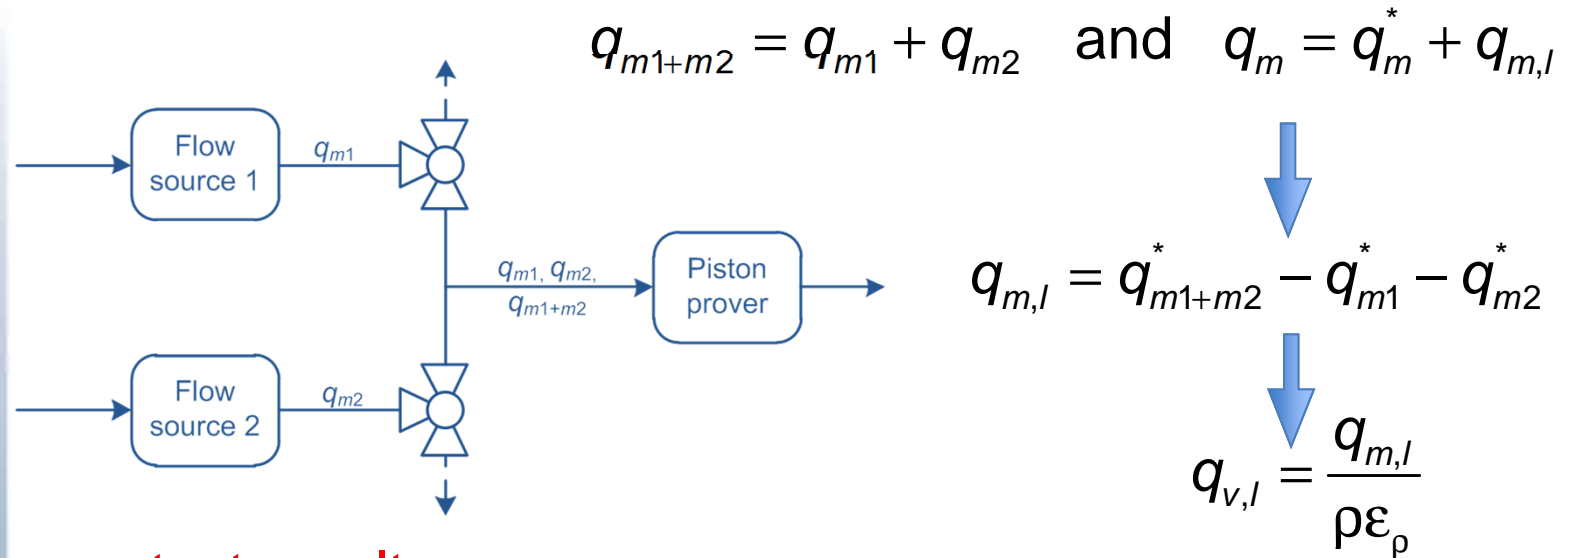 q_{m1+m2} = q_{m1} + q_{m2} and q_m = q*_m + q_{m,l}
Flow
source 1
q_{m1}
q_{m1}, q_{m2},
q_{m1+m2}
Piston
prover
q_{m,l} = q*_{m1+m2} − q*_{m1} − q*_{m2}
Flow
source 2
q_{m2}
q_{v,l} = q_{m,l} / ρε_ρ